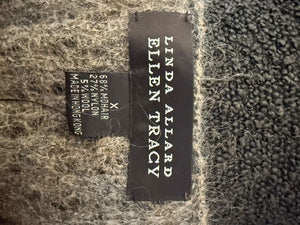 LINDA ALLARD
ELLEN TRACY
X
68% MOHAIR
27% NYLON
5% WOOL
MADE IN HONG KONG